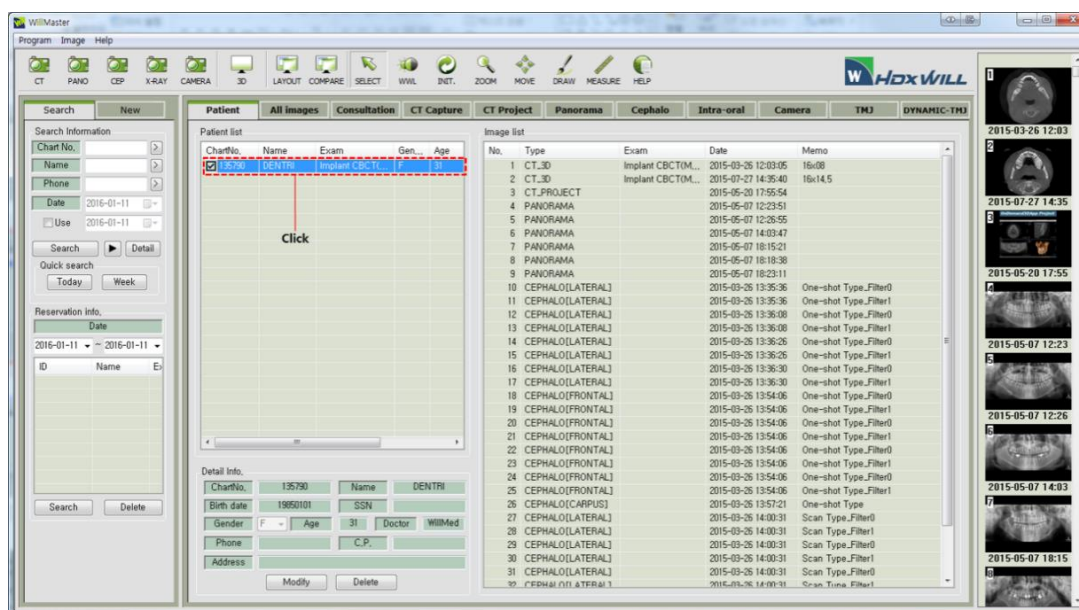 WillMaster
Program Image Help
CT PANO CEP X-RAY CAMERA 3D LAYOUT COMPARE SELECT WWL INIT. ZOOM MOVE DRAW MEASURE HELP
W HDX WILL
Search New
Search Information
Chart No.
Name
Phone
Date 2016-01-11
Use 2016-01-11
Search Detail
Quick search
Today Week
Reservation info,
Date
2016-01-11 ~ 2016-01-11
ID Name Ex
Search Delete
Patient All images Consultation CT Capture CT Project Panorama Cephalo Intra-oral Camera TMJ DYNAMIC-TMJ
Patient list
ChartNo, Name Exam Gen,,, Age
135790 DENTRI Implant CBCT(,,, F 31
Click
Detail Info,
ChartNo, 135790 Name DENTRI
Birth date 19850101 SSN
Gender F Age 31 Doctor WillMed
Phone C,P,
Address
Modify Delete
Image list
No, Type Exam Date Memo
1 CT_3D Implant CBCT(M,,, 2015-03-26 12:03:05 16x08
2 CT_3D Implant CBCT(M,,, 2015-07-27 14:35:40 16x14,5
3 CT_PROJECT 2015-05-20 17:55:54
4 PANORAMA 2015-05-07 12:23:51
5 PANORAMA 2015-05-07 12:26:55
6 PANORAMA 2015-05-07 14:03:47
7 PANORAMA 2015-05-07 18:15:21
8 PANORAMA 2015-05-07 18:18:38
9 PANORAMA 2015-05-07 18:23:11
10 CEPHALO[LATERAL] 2015-03-26 13:35:36 One-shot Type_Filter0
11 CEPHALO[LATERAL] 2015-03-26 13:35:36 One-shot Type_Filter1
12 CEPHALO[LATERAL] 2015-03-26 13:36:08 One-shot Type_Filter0
13 CEPHALO[LATERAL] 2015-03-26 13:36:08 One-shot Type_Filter1
14 CEPHALO[LATERAL] 2015-03-26 13:36:26 One-shot Type_Filter0
15 CEPHALO[LATERAL] 2015-03-26 13:36:26 One-shot Type_Filter1
16 CEPHALO[LATERAL] 2015-03-26 13:36:30 One-shot Type_Filter0
17 CEPHALO[LATERAL] 2015-03-26 13:36:30 One-shot Type_Filter1
18 CEPHALO[FRONTAL] 2015-03-26 13:54:06 One-shot Type_Filter0
19 CEPHALO[FRONTAL] 2015-03-26 13:54:06 One-shot Type_Filter1
20 CEPHALO[FRONTAL] 2015-03-26 13:54:06 One-shot Type_Filter0
21 CEPHALO[FRONTAL] 2015-03-26 13:54:06 One-shot Type_Filter1
22 CEPHALO[FRONTAL] 2015-03-26 13:54:06 One-shot Type_Filter0
23 CEPHALO[FRONTAL] 2015-03-26 13:54:06 One-shot Type_Filter1
24 CEPHALO[FRONTAL] 2015-03-26 13:54:06 One-shot Type_Filter0
25 CEPHALO[FRONTAL] 2015-03-26 13:54:06 One-shot Type_Filter1
26 CEPHALO[CARPUS] 2015-03-26 13:57:21 One-shot Type
27 CEPHALO[LATERAL] 2015-03-26 14:00:31 Scan Type_Filter0
28 CEPHALO[LATERAL] 2015-03-26 14:00:31 Scan Type_Filter1
29 CEPHALO[LATERAL] 2015-03-26 14:00:31 Scan Type_Filter0
30 CEPHALO[LATERAL] 2015-03-26 14:00:31 Scan Type_Filter0
31 CEPHALO[LATERAL] 2015-03-26 14:00:31 Scan Type_Filter0
32 CEPHALO[LATERAL] 2015-03-26 14:00:31 Scan Type_Filter1
1
2015-03-26 12:03
2
2015-07-27 14:35
3
2015-05-20 17:55
4
2015-05-07 12:23
5
2015-05-07 12:26
6
2015-05-07 14:03
7
2015-05-07 18:15
8